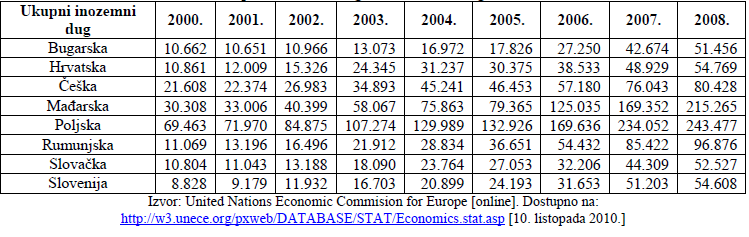 Ukupni inozemni dug 2000. 2001. 2002. 2003. 2004. 2005. 2006. 2007. 2008.
Bugarska 10.662 10.651 10.966 13.073 16.972 17.826 27.250 42.674 51.456
Hrvatska 10.861 12.009 15.326 24.345 31.237 30.375 38.533 48.929 54.769
Češka 21.608 22.374 26.983 34.893 45.241 46.453 57.180 76.043 80.428
Mađarska 30.308 33.006 40.399 58.067 75.863 79.365 125.035 169.352 215.265
Poljska 69.463 71.970 84.875 107.274 129.989 132.926 169.636 234.052 243.477
Rumunjska 11.069 13.196 16.496 21.912 28.834 36.651 54.432 85.422 96.876
Slovačka 10.804 11.043 13.188 18.090 23.764 27.053 32.206 44.309 52.527
Slovenija 8.828 9.179 11.932 16.703 20.899 24.193 31.653 51.203 54.608
Izvor: United Nations Economic Commision for Europe [online]. Dostupno na:
http://w3.unece.org/pxweb/DATABASE/STAT/Economics.stat.asp [10. listopada 2010.]